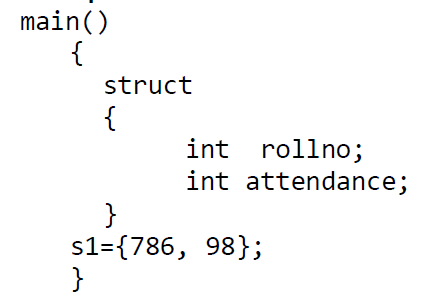 main()
{
struct
{
int rollno;
int attendance;
}
s1={786, 98};
}